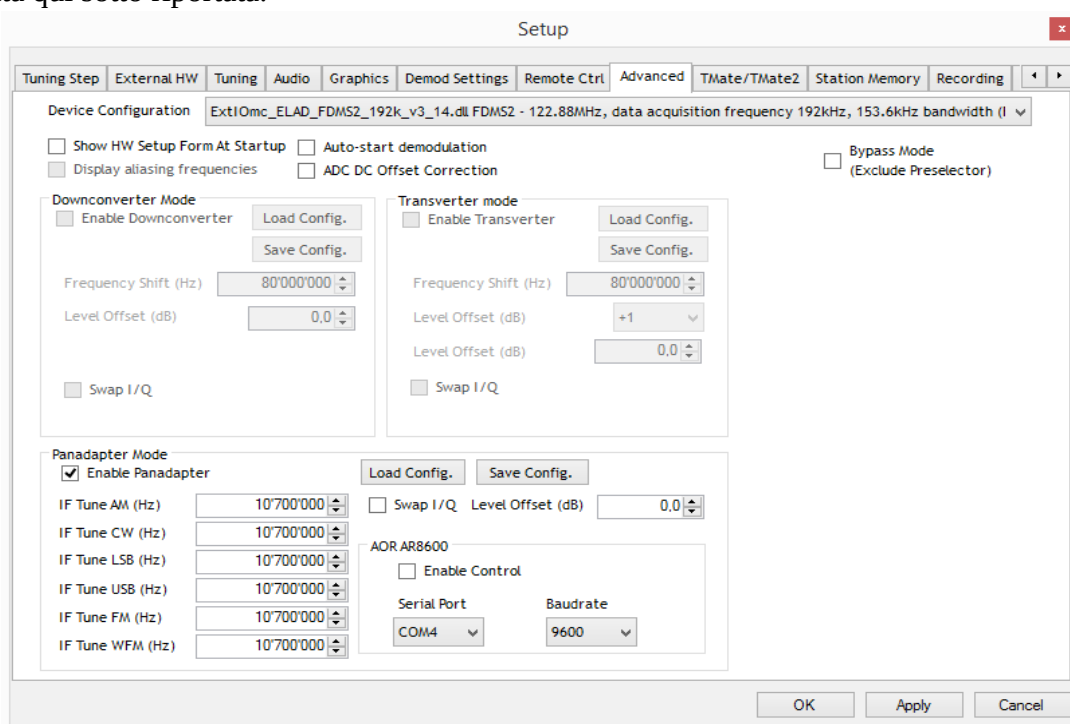 qui sotto riportata.
Setup
x
Tuning Step External HW Tuning Audio Graphics Demod Settings Remote Ctrl Advanced TMate/TMate2 Station Memory Recording
Device Configuration ExtIOmc_ELAD_FDMS2_192k_v3_14.dll FDMS2 - 122.88MHz, data acquisition frequency 192kHz, 153.6kHz bandwidth (I
Show HW Setup Form At Startup Auto-start demodulation Bypass Mode
Display aliasing frequencies ADC DC Offset Correction (Exclude Preselector)
Downconverter Mode Transverter mode
Enable Downconverter Load Config. Enable Transverter Load Config.
Save Config. Save Config.
Frequency Shift (Hz) 80'000'000 Frequency Shift (Hz) 80'000'000
Level Offset (dB) 0,0 Level Offset (dB) +1
Level Offset (dB) 0,0
Swap I/Q Swap I/Q
Panadapter Mode
Enable Panadapter Load Config. Save Config.
IF Tune AM (Hz) 10'700'000 Swap I/Q Level Offset (dB) 0,0
IF Tune CW (Hz) 10'700'000
AOR AR8600
IF Tune LSB (Hz) 10'700'000 Enable Control
IF Tune USB (Hz) 10'700'000 Serial Port Baudrate
IF Tune FM (Hz) 10'700'000 COM4 9600
IF Tune WFM (Hz) 10'700'000
OK Apply Cancel